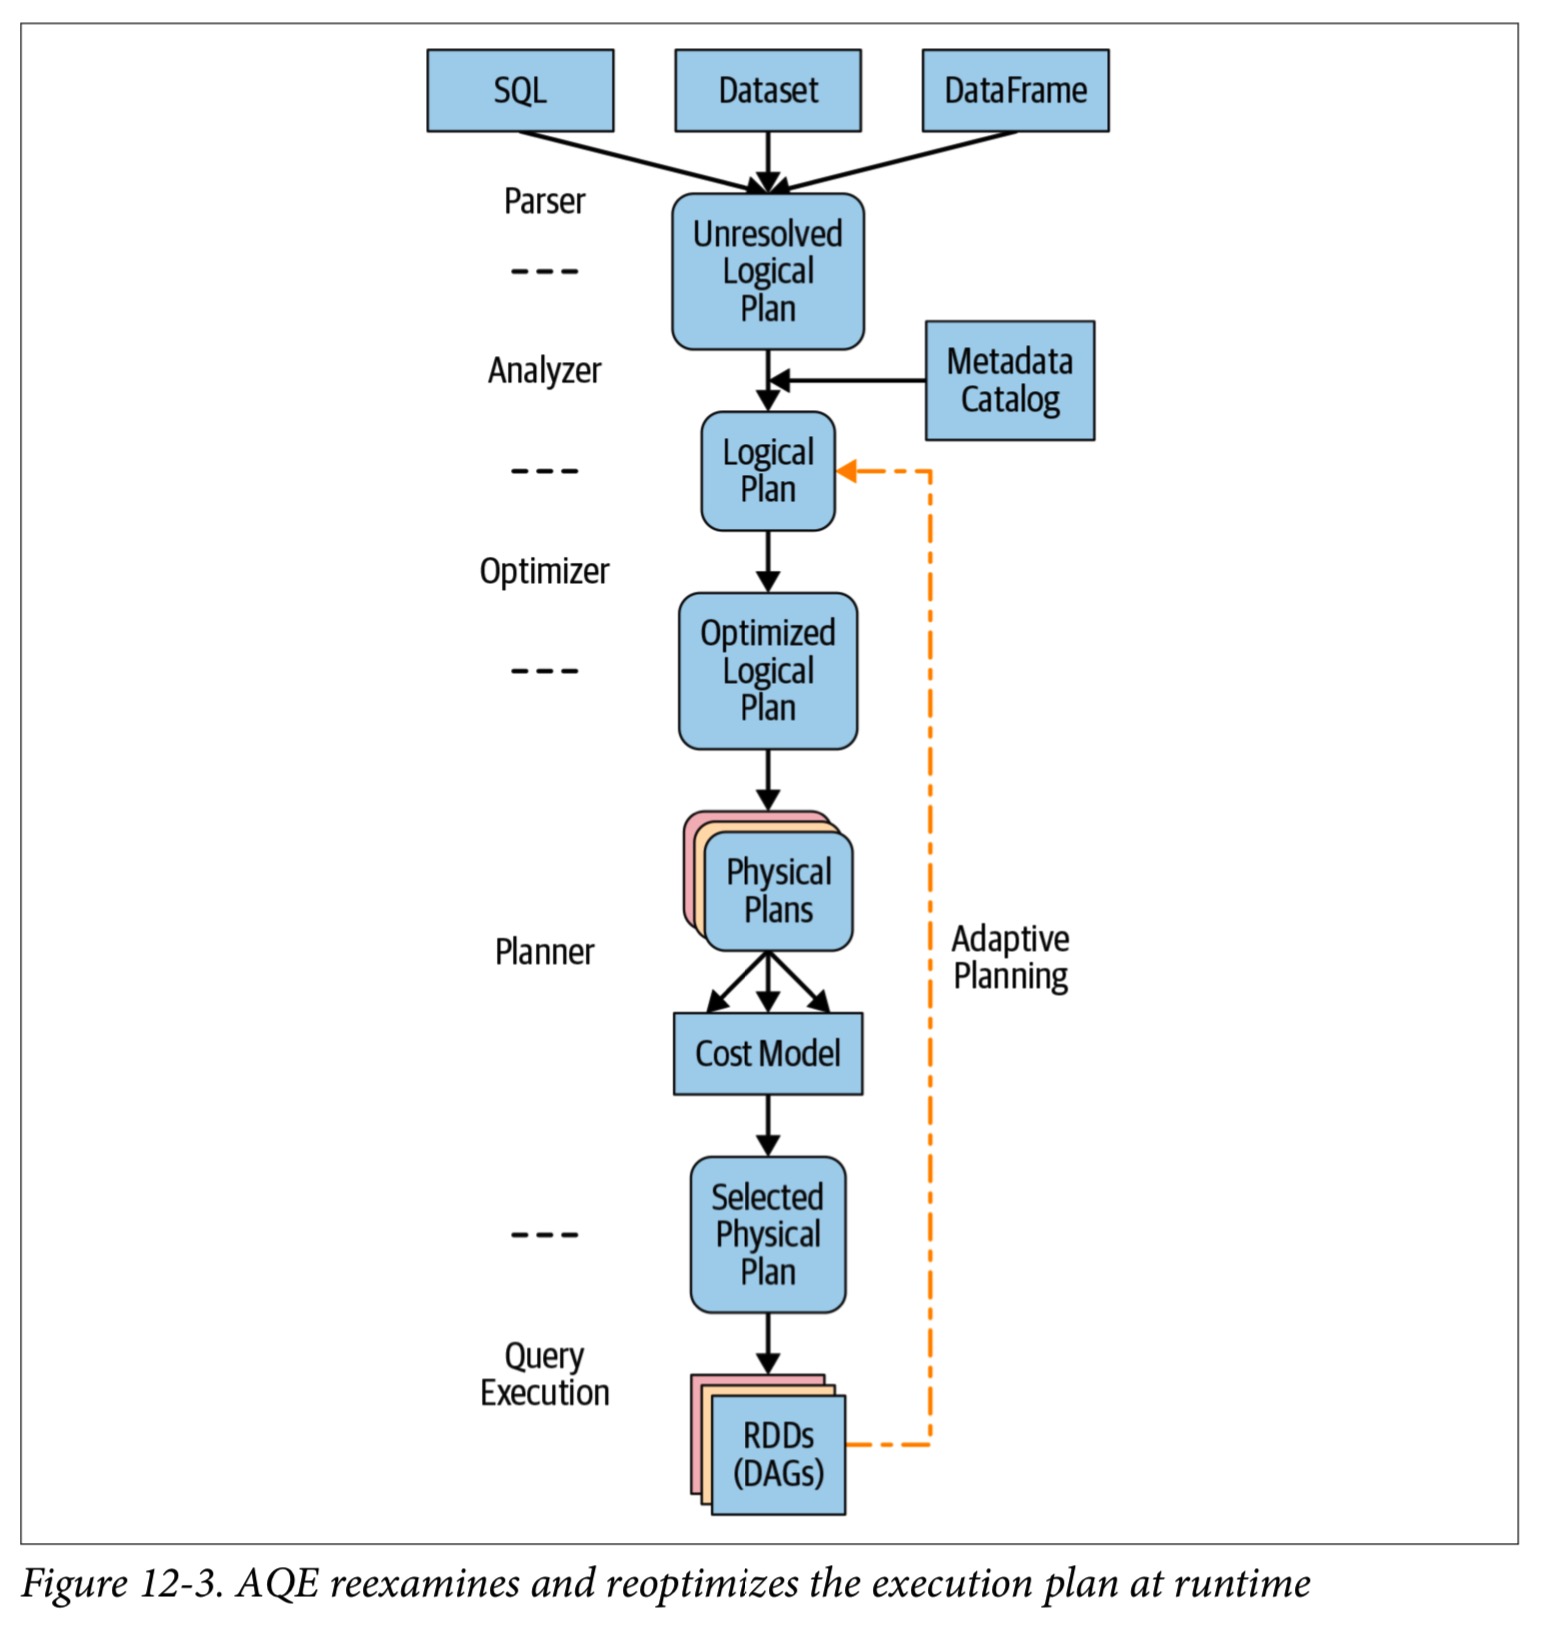 SQL
Dataset
DataFrame
Parser
Unresolved
Logical
Plan
Analyzer
Metadata
Catalog
Logical
Plan
Optimizer
Optimized
Logical
Plan
Physical
Plans
Planner
Adaptive
Planning
Cost Model
Selected
Physical
Plan
Query
Execution
RDDs
(DAGs)
Figure 12-3. AQE reexamines and reoptimizes the execution plan at runtime